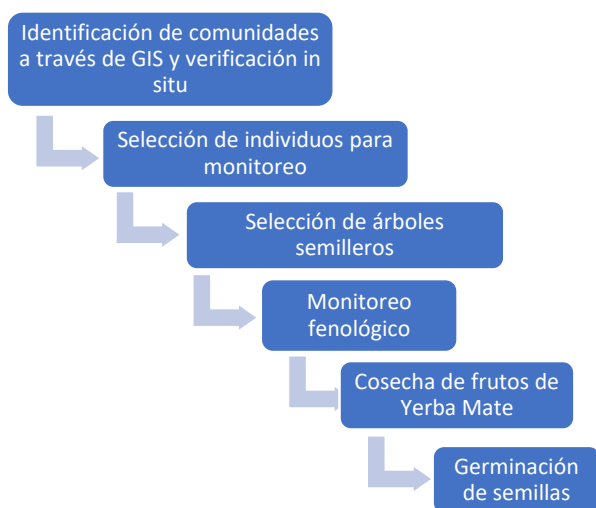 Identificación de comunidades
a través de GIS y verificación in
situ
Selección de individuos para
monitoreo
Selección de árboles
semilleros
Monitoreo
fenológico
Cosecha de frutos de
Yerba Mate
Germinación
de semillas